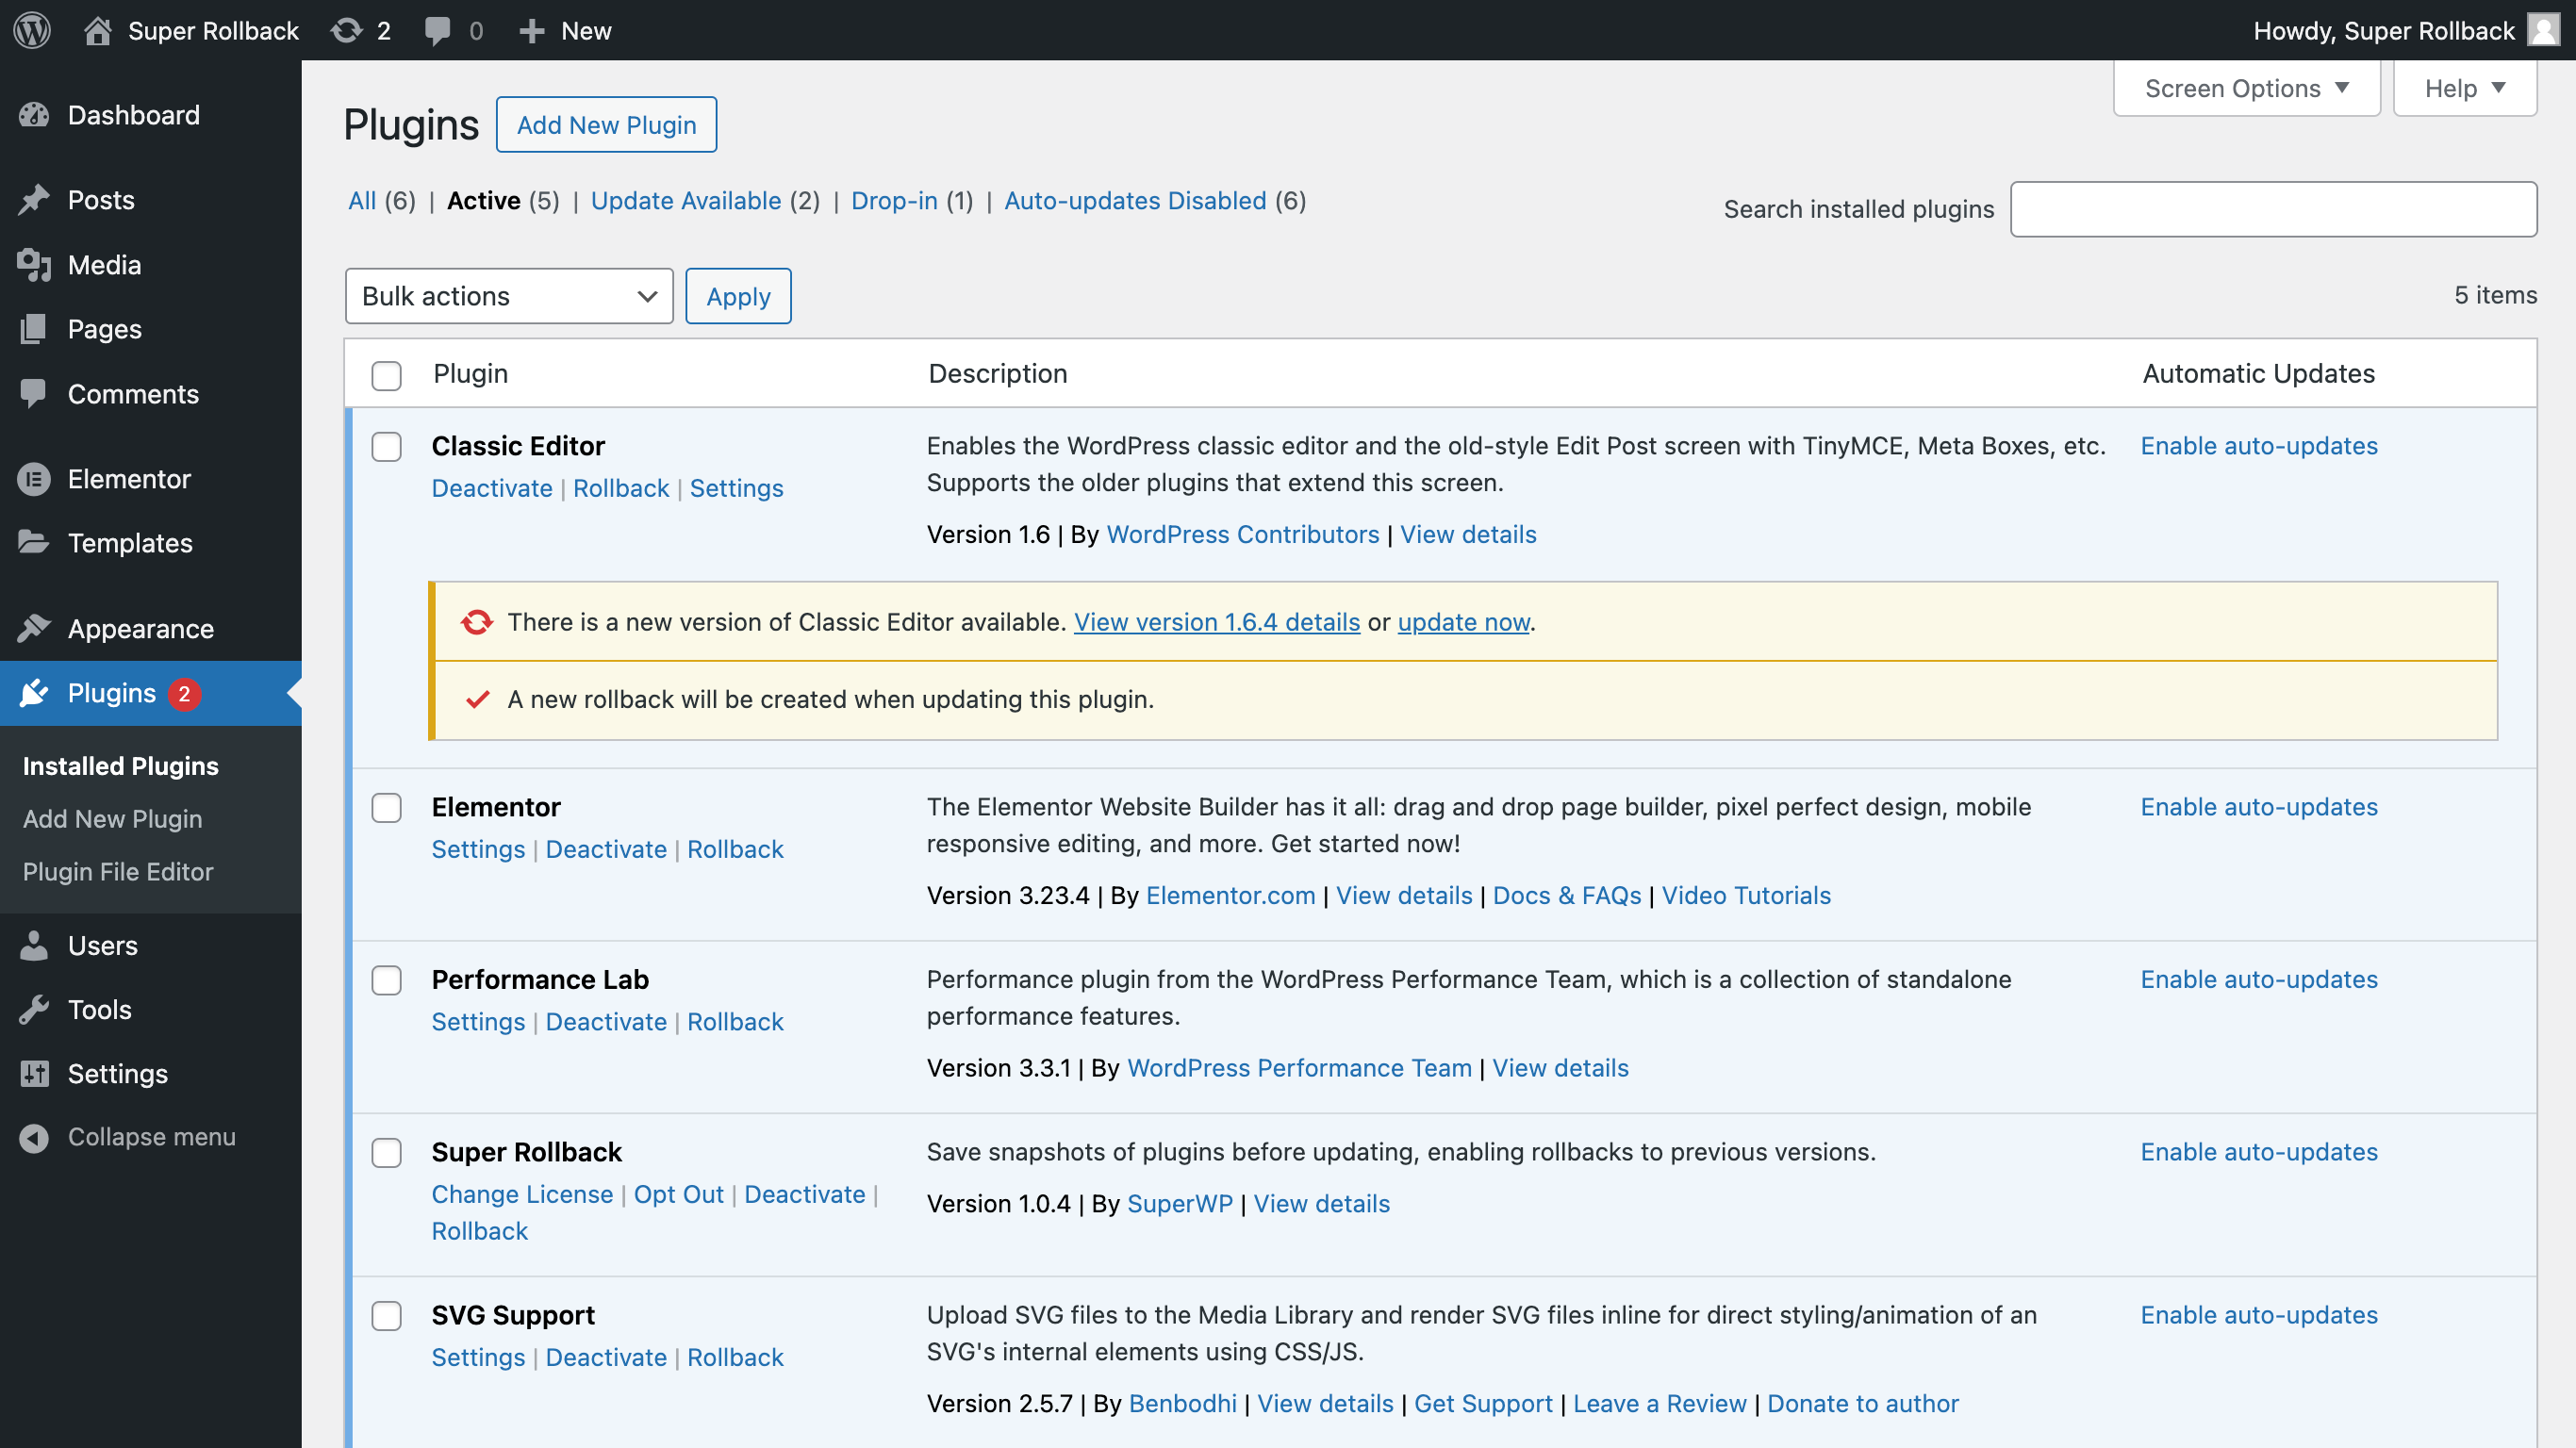 Super Rollback 2 0 New Howdy, Super Rollback
Dashboard
Posts
Media
Pages
Comments
Elementor
Templates
Appearance
Plugins 2
Installed Plugins
Add New Plugin
Plugin File Editor
Users
Tools
Settings
Collapse menu
Screen Options ▼ Help ▼
Plugins Add New Plugin
All (6) | Active (5) | Update Available (2) | Drop-in (1) | Auto-updates Disabled (6)
Search installed plugins
Bulk actions Apply
5 items
Plugin Description Automatic Updates
Classic Editor
Deactivate | Rollback | Settings
Enables the WordPress classic editor and the old-style Edit Post screen with TinyMCE, Meta Boxes, etc.
Supports the older plugins that extend this screen.
Version 1.6 | By WordPress Contributors | View details
Enable auto-updates
There is a new version of Classic Editor available. View version 1.6.4 details or update now.
A new rollback will be created when updating this plugin.
Elementor
Settings | Deactivate | Rollback
The Elementor Website Builder has it all: drag and drop page builder, pixel perfect design, mobile
responsive editing, and more. Get started now!
Version 3.23.4 | By Elementor.com | View details | Docs & FAQs | Video Tutorials
Enable auto-updates
Performance Lab
Settings | Deactivate | Rollback
Performance plugin from the WordPress Performance Team, which is a collection of standalone
performance features.
Version 3.3.1 | By WordPress Performance Team | View details
Enable auto-updates
Super Rollback
Change License | Opt Out | Deactivate |
Rollback
Save snapshots of plugins before updating, enabling rollbacks to previous versions.
Version 1.0.4 | By SuperWP | View details
Enable auto-updates
SVG Support
Settings | Deactivate | Rollback
Upload SVG files to the Media Library and render SVG files inline for direct styling/animation of an
SVG's internal elements using CSS/JS.
Version 2.5.7 | By Benbodhi | View details | Get Support | Leave a Review | Donate to author
Enable auto-updates